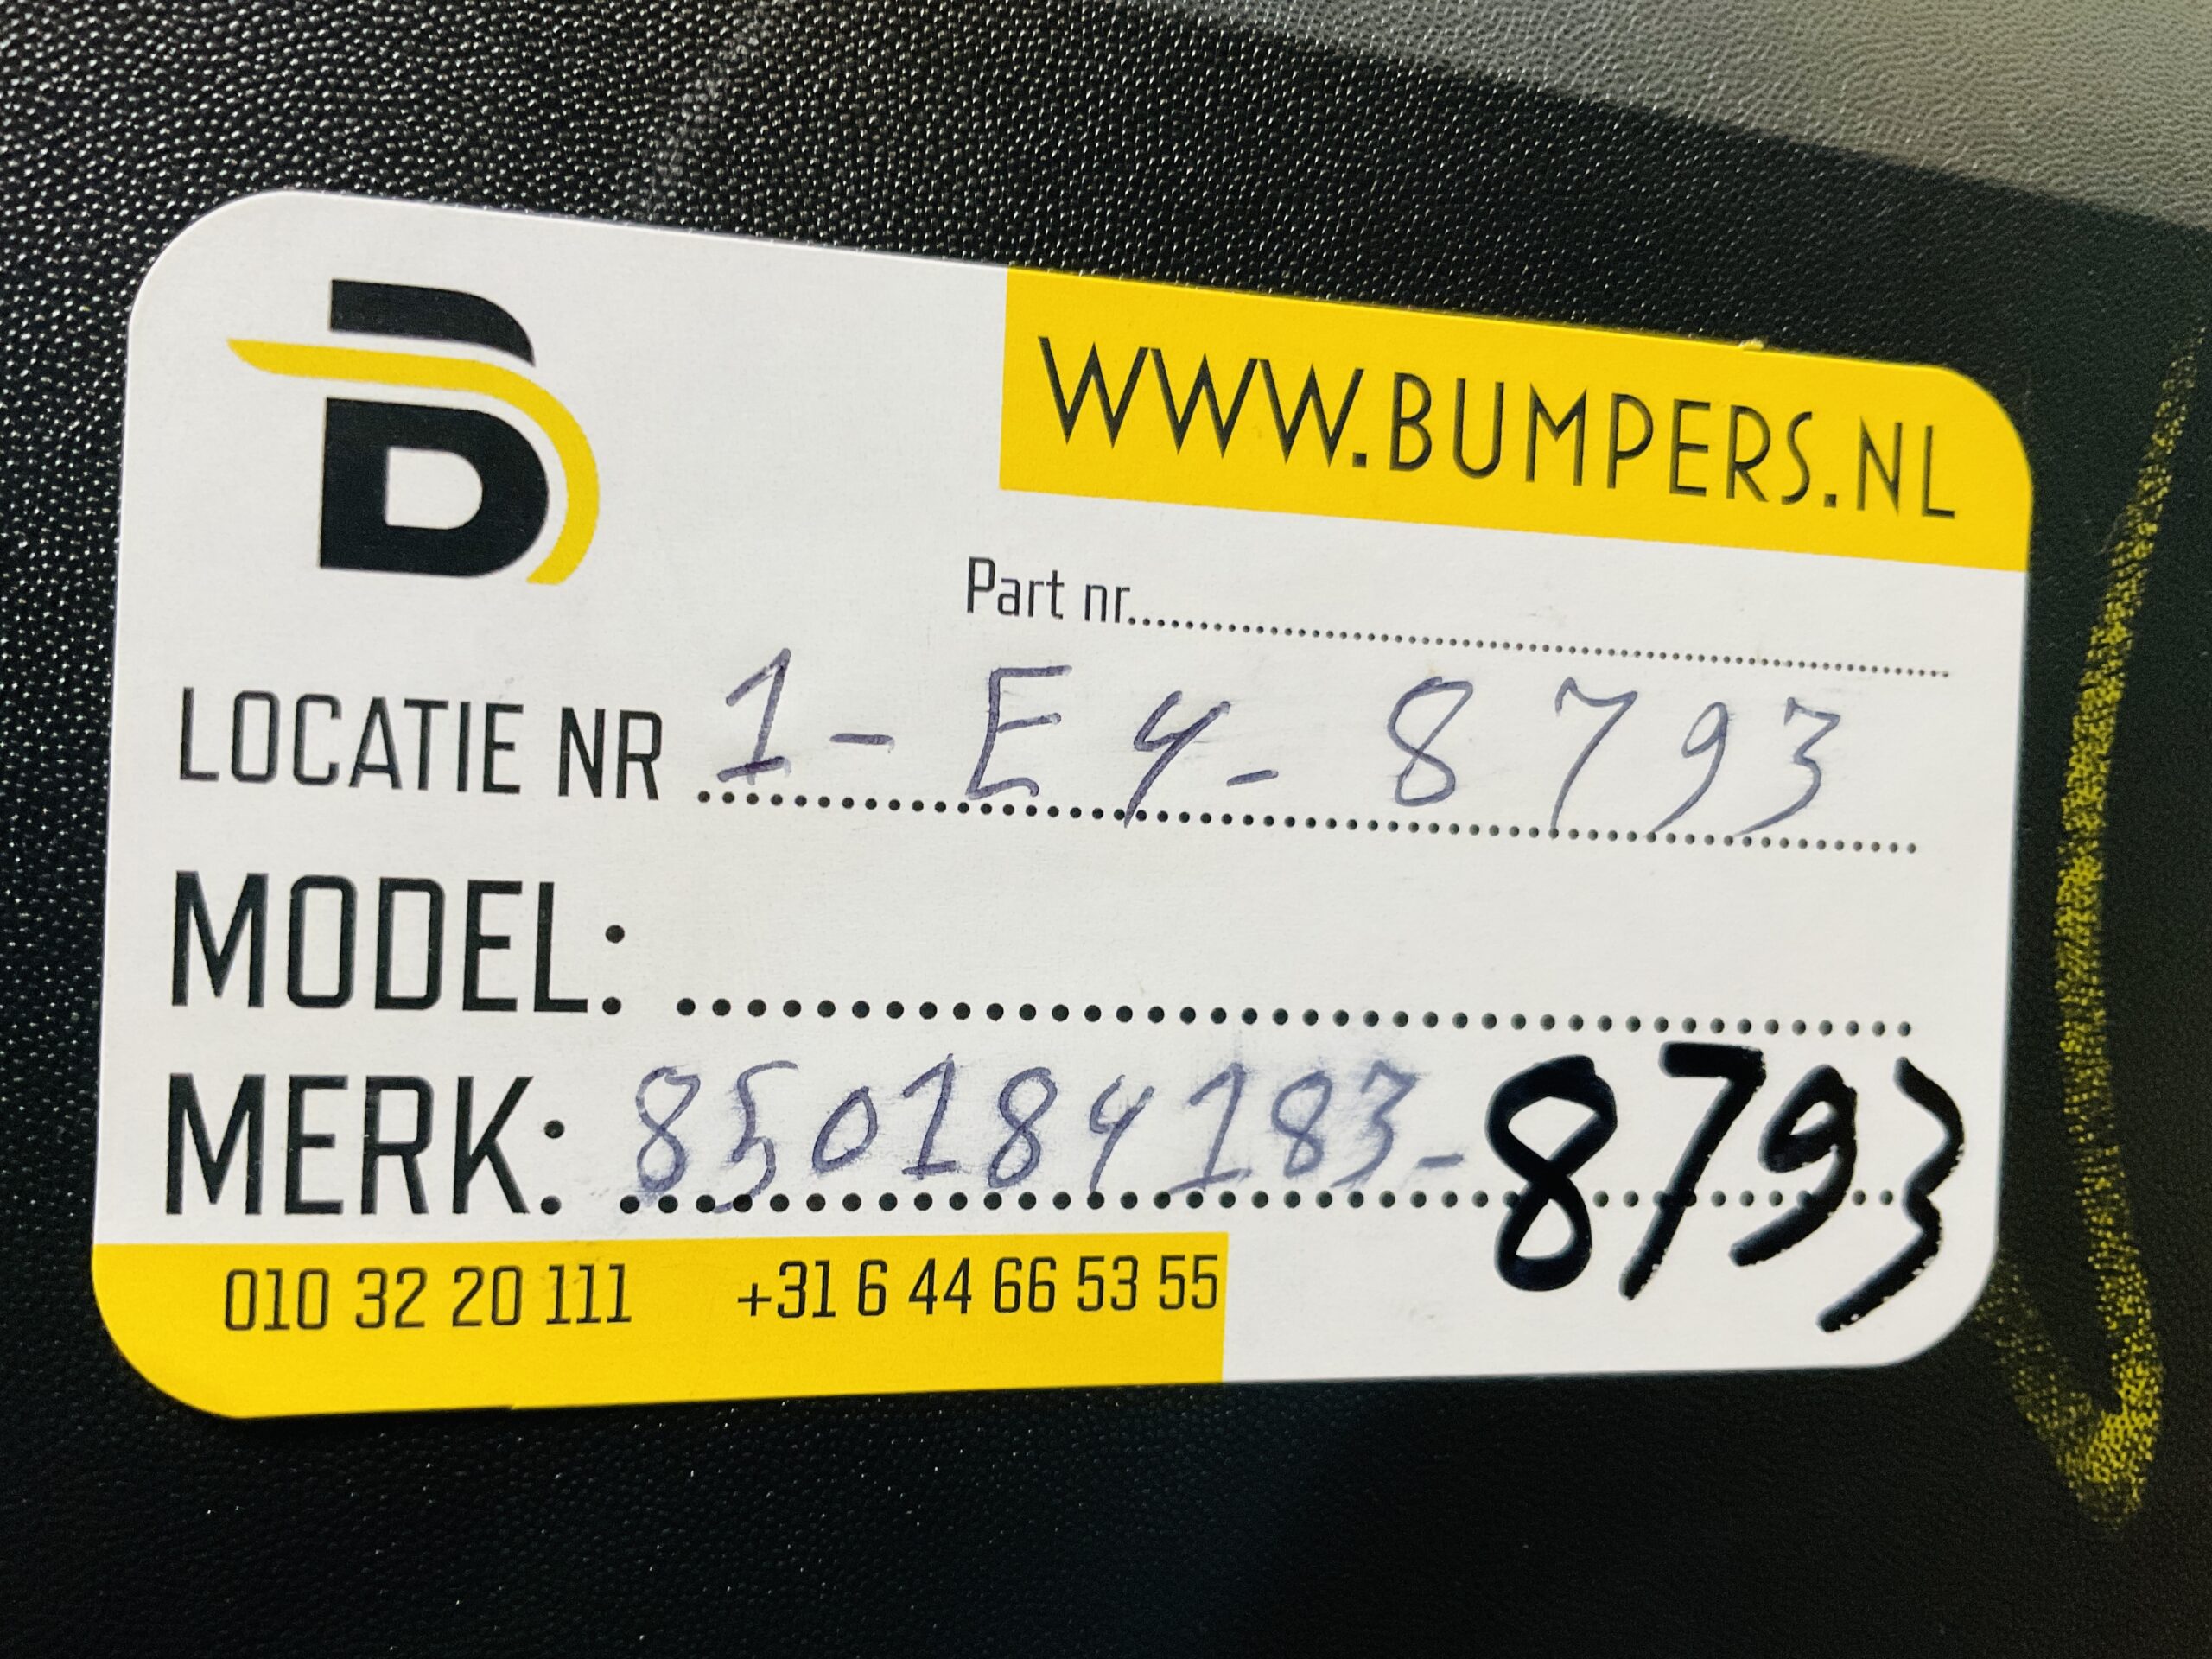 WWW.BUMPERS.NL
Part nr..........
LOCATIE NR 1-E4-8793
MODEL: ..........
MERK: 850184183-8793
010 32 20 111 +31 6 44 66 53 55